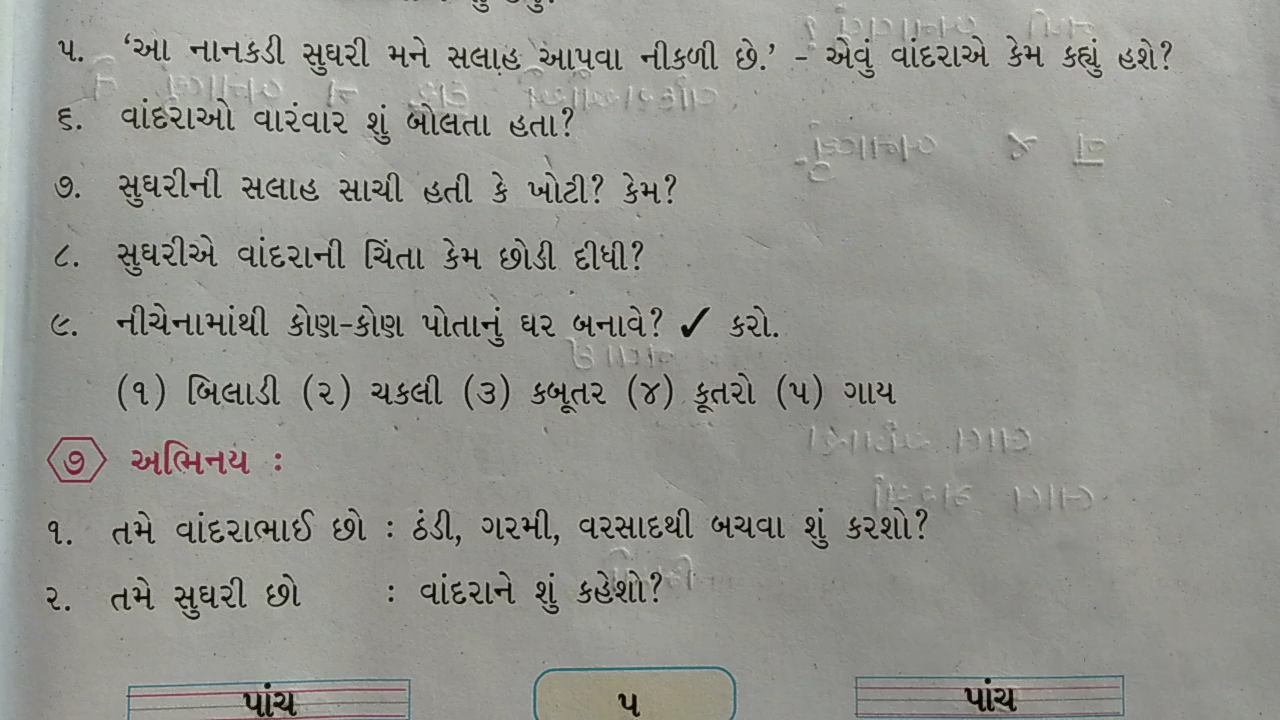 ૫. ‘આ નાનકડી સુઘરી મને સલાહ આપવા નીકળી છે.’ - એવું વાંદરાએ કેમ કહ્યું હશે?
૬. વાંદરાઓ વારંવાર શું બોલતા હતા?
૭. સુઘરીની સલાહ સાચી હતી કે ખોટી? કેમ?
૮. સુઘરીએ વાંદરાની ચિંતા કેમ છોડી દીધી?
૯. નીચેનામાંથી કોણ-કોણ પોતાનું ઘર બનાવે? ✓ કરો.
(૧) બિલાડી (૨) ચકલી (૩) કબૂતર (૪) કૂતરો (૫) ગાય
૭ અભિનય :
૧. તમે વાંદરાભાઈ છો : ઠંડી, ગરમી, વરસાદથી બચવા શું કરશો?
૨. તમે સુઘરી છો : વાંદરાને શું કહેશો?
પાંચ ૫ પાંચ